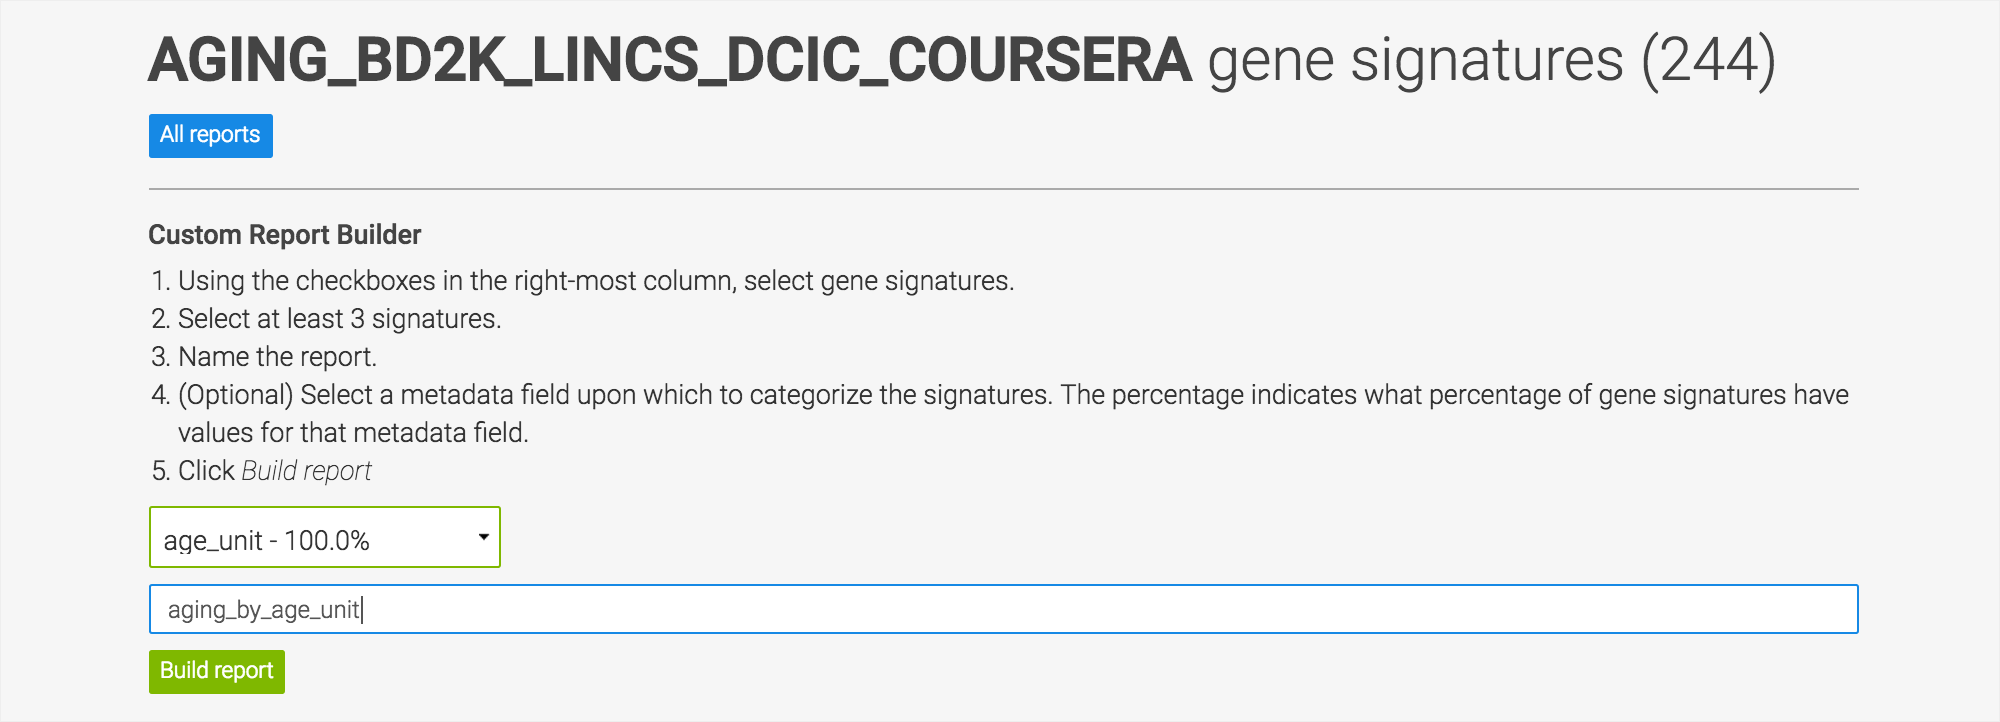 AGING_BD2K_LINCS_DCIC_COURSERA gene signatures (244)
All reports
Custom Report Builder
1. Using the checkboxes in the right-most column, select gene signatures.
2. Select at least 3 signatures.
3. Name the report.
4. (Optional) Select a metadata field upon which to categorize the signatures. The percentage indicates what percentage of gene signatures have
values for that metadata field.
5. Click Build report
age_unit - 100.0%
aging_by_age_unit
Build report